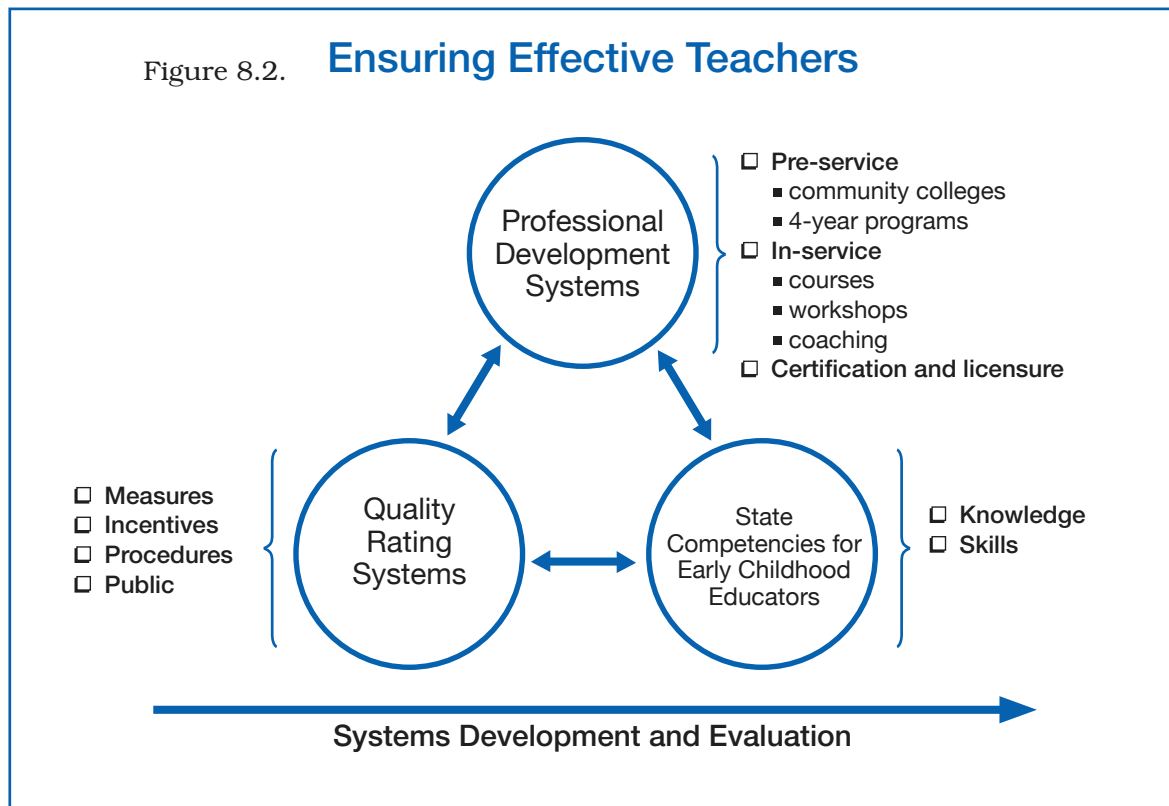 Figure 8.2. Ensuring Effective Teachers
Professional
Development
Systems
❑ Pre-service
▪ community colleges
▪ 4-year programs
❑ In-service
▪ courses
▪ workshops
▪ coaching
❑ Certification and licensure
❑ Measures
❑ Incentives
❑ Procedures
❑ Public
Quality
Rating
Systems
State
Competencies for
Early Childhood
Educators
❑ Knowledge
❑ Skills
Systems Development and Evaluation